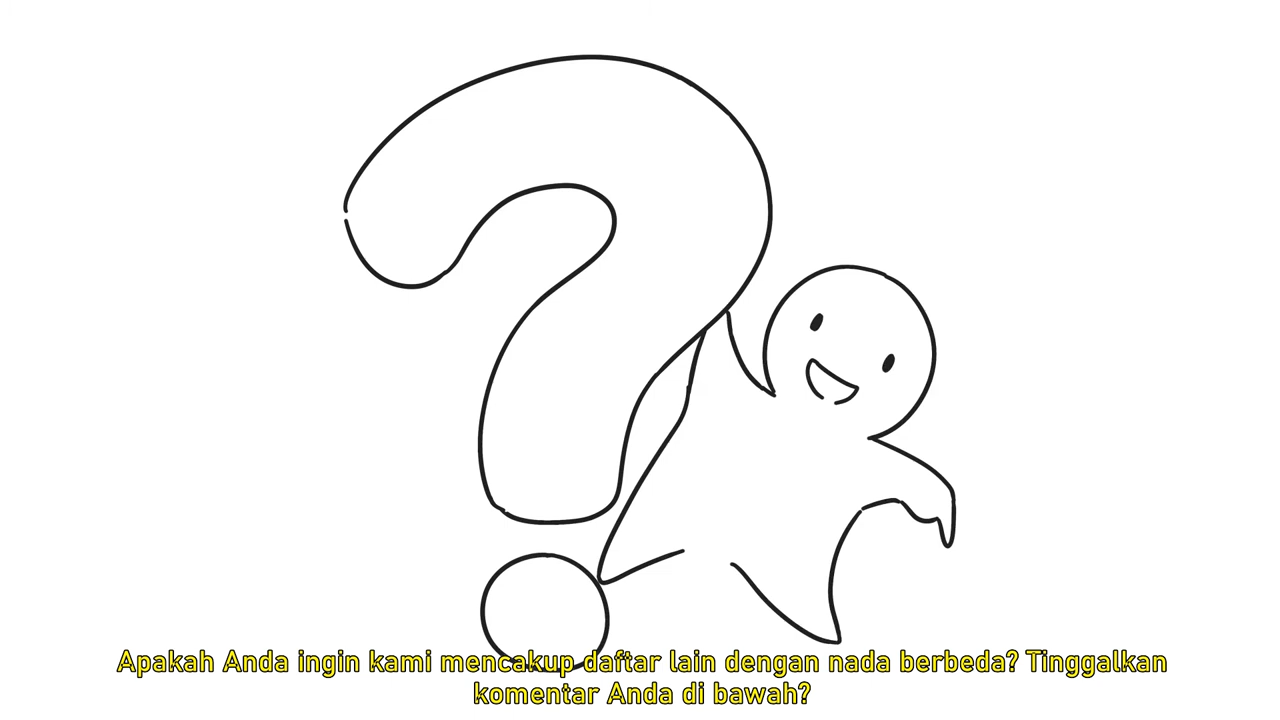 Apakah Anda ingin kami mencakup daftar lain dengan nada berbeda? Tinggalkan
komentar Anda di bawah?